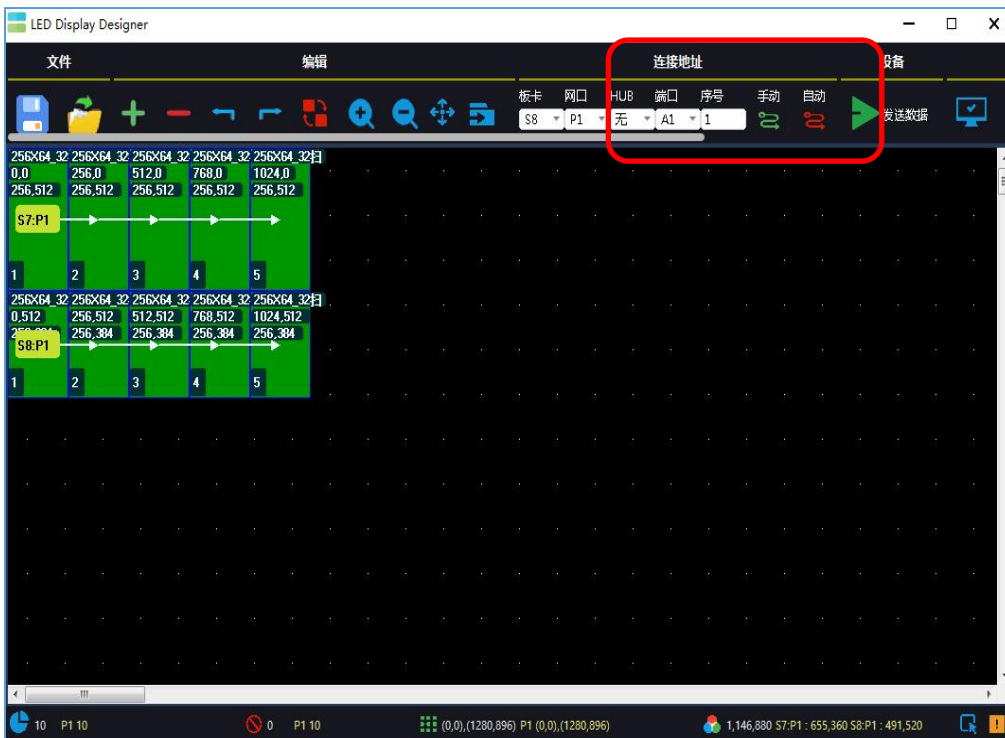 LED Display Designer
文件 编辑 连接地址 设备
板卡 网口 HUB 端口 序号 手动 自动
S8 P1 无 A1 1 发送数据
256X64_32 256X64_32 256X64_32 256X64_32 256X64_32扫
0,0 256,0 512,0 768,0 1024,0
256,512 256,512 256,512 256,512 256,512
S7:P1
1 2 3 4 5
256X64_32 256X64_32 256X64_32 256X64_32 256X64_32扫
0,512 256,512 512,512 768,512 1024,512
256,384 256,384 256,384 256,384
S8:P1
1 2 3 4 5
10 P1 10 0 P1 10 (0,0),(1280,896) P1 (0,0),(1280,896) 1,146,880 S7:P1 : 655,360 S8:P1 : 491,520